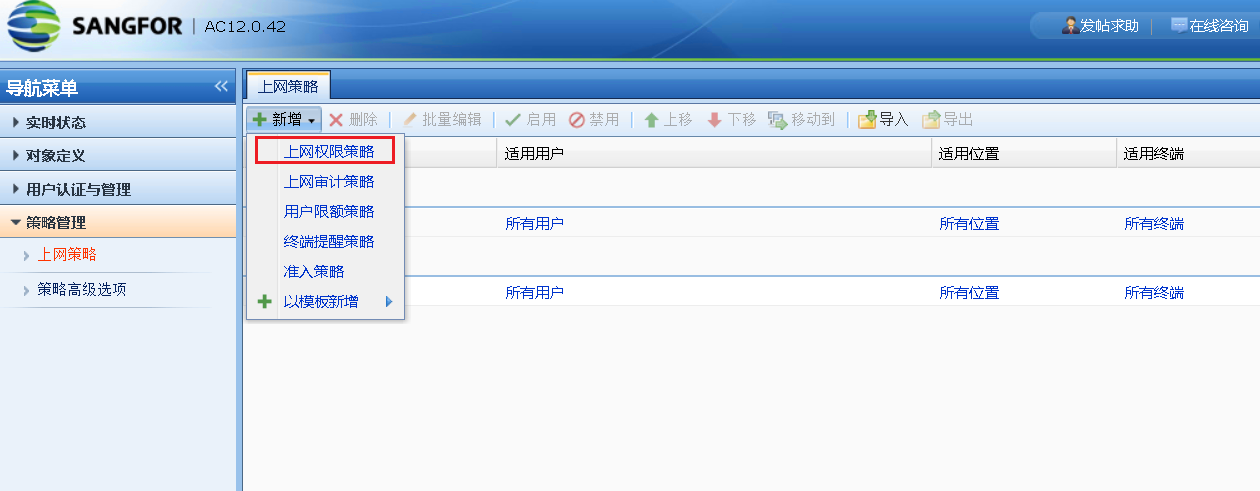 SANGFOR AC12.0.42
发帖求助 在线咨询
导航菜单
上网策略
实时状态
对象定义
用户认证与管理
策略管理
上网策略
策略高级选项
新增 删除 批量编辑 启用 禁用 上移 下移 移动到 导入 导出
适用用户 适用位置 适用终端
上网权限策略
上网审计策略
用户限额策略
终端提醒策略
准入策略
以模板新增
所有用户 所有位置 所有终端
所有用户 所有位置 所有终端